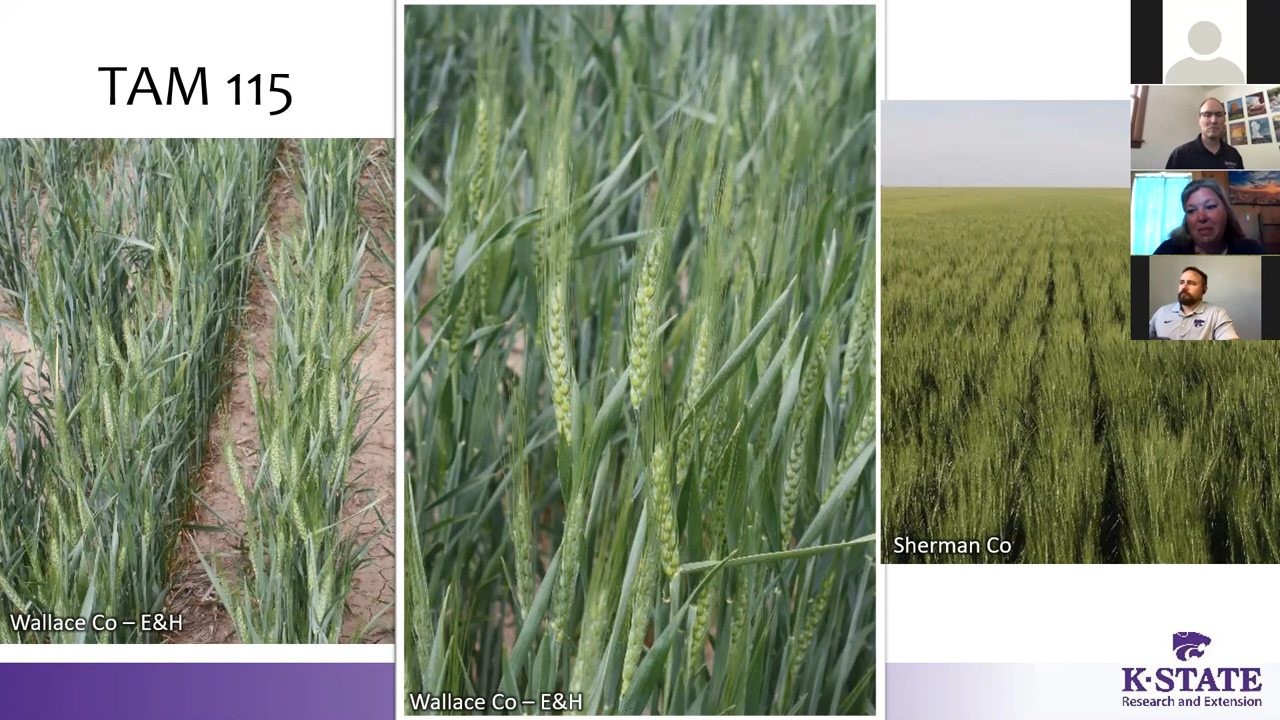 TAM 115
Wallace Co – E&H
Wallace Co – E&H
Sherman Co
K-STATE
Research and Extension